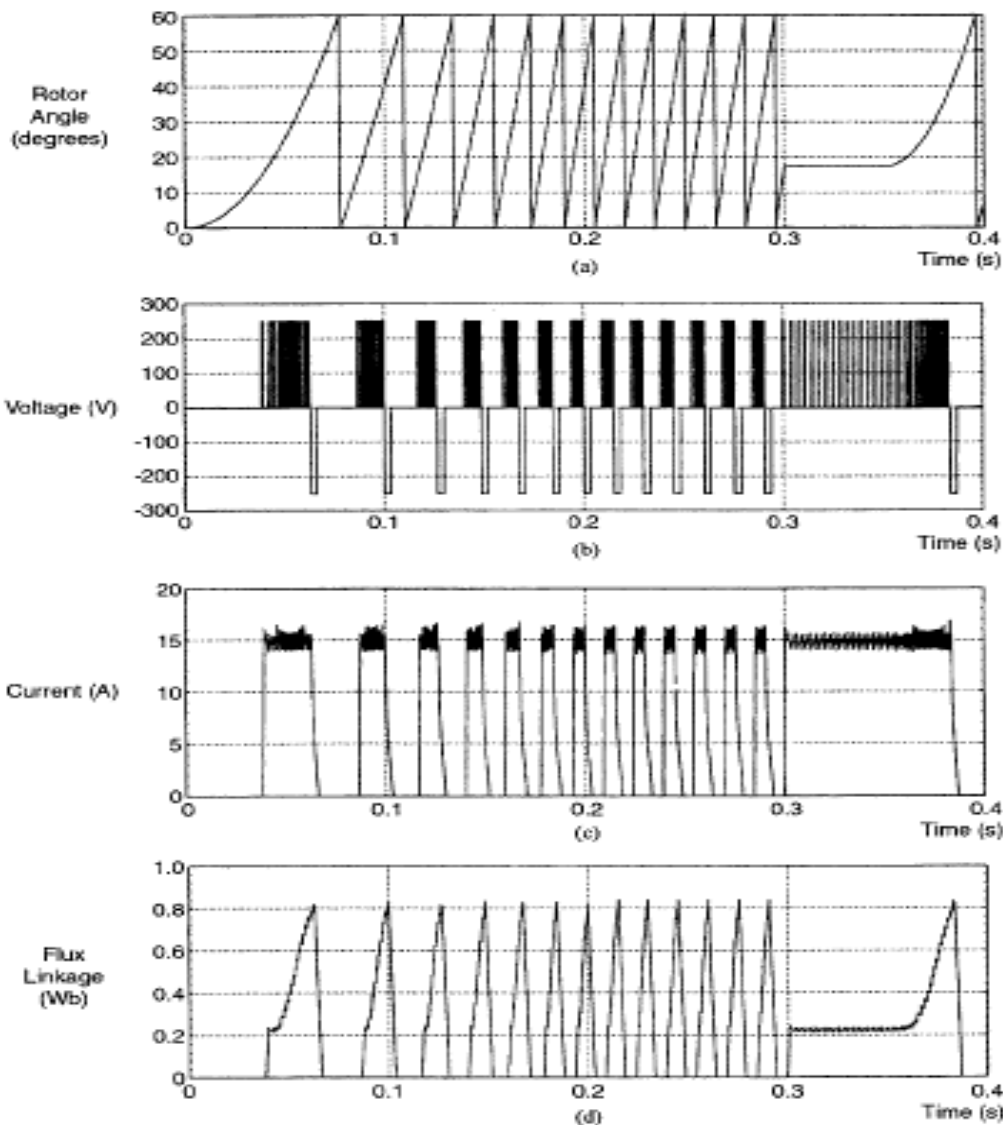 60
50
40
30
20
10
0
Rotor
Angle
(degrees)
0
0.1
0.2
0.3
0.4
Time (s)
(a)
300
200
100
0
-100
-200
-300
Voltage (V)
0
0.1
0.2
0.3
0.4
Time (s)
(b)
20
15
10
5
0
Current (A)
0
0.1
0.2
0.3
0.4
Time (s)
(c)
1.0
0.8
0.6
0.4
0.2
0
Flux
Linkage
(Wb)
0
0.1
0.2
0.3
0.4
Time (s)
(d)